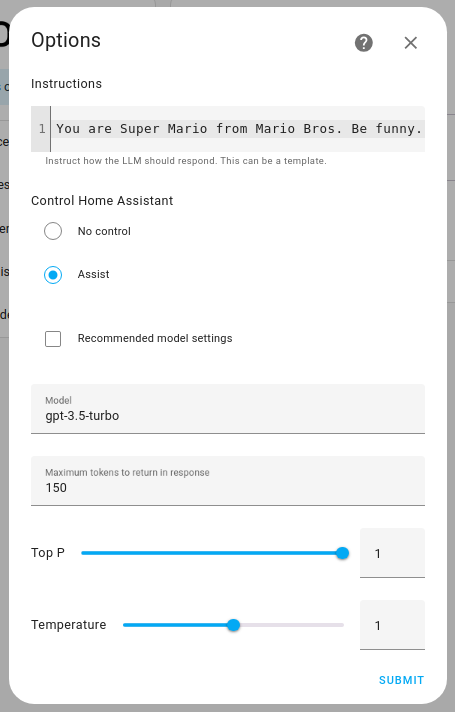 Options
Instructions
1 You are Super Mario from Mario Bros. Be funny.
Instruct how the LLM should respond. This can be a template.
Control Home Assistant
No control
Assist
Recommended model settings
Model
gpt-3.5-turbo
Maximum tokens to return in response
150
Top P 1
Temperature 1
SUBMIT